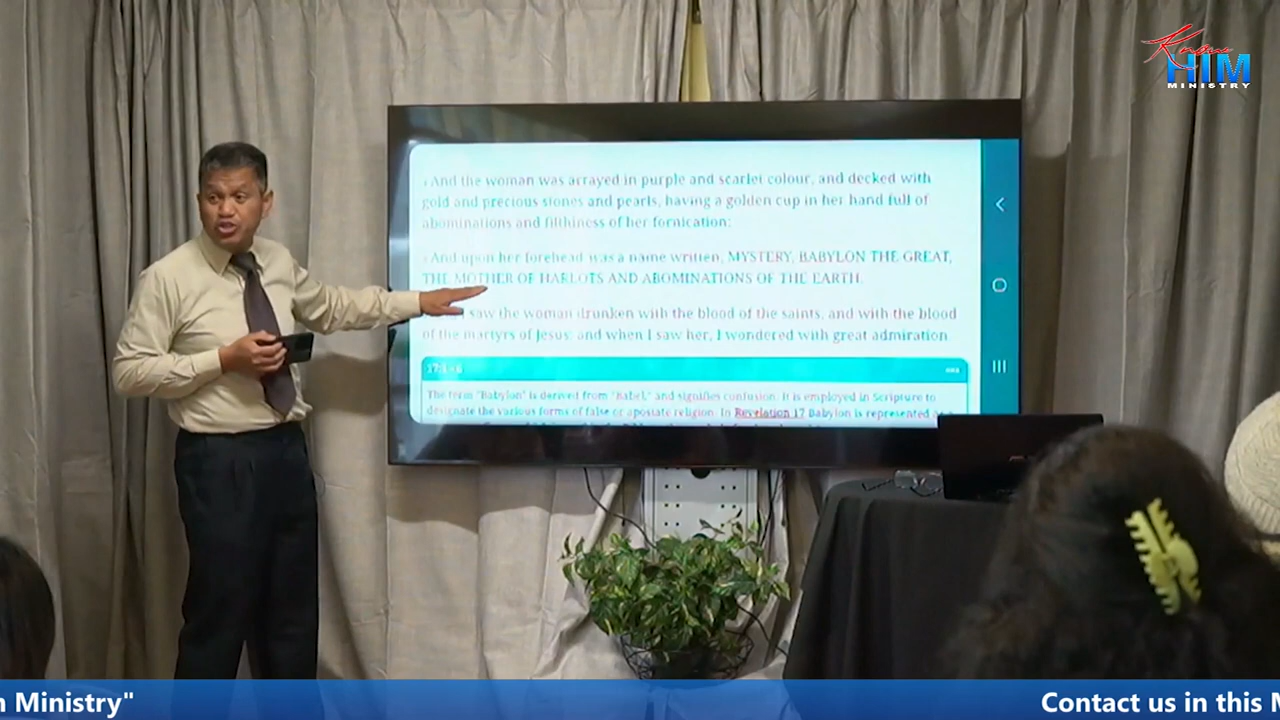 Know
HIM
MINISTRY
4 And the woman was arrayed in purple and scarlet colour, and decked with
gold and precious stones and pearls, having a golden cup in her hand full of
abominations and filthiness of her fornication:
5 And upon her forehead was a name written, MYSTERY, BABYLON THE GREAT,
THE MOTHER OF HARLOTS AND ABOMINATIONS OF THE EARTH.
saw the woman drunken with the blood of the saints, and with the blood
of the martyrs of Jesus: and when I saw her, I wondered with great admiration
The term "Babylon" is derived from "Babel," and signifies confusion. It is employed in Scripture to
designate the various forms of false or apostate religion. In Revelation 17 Babylon is represented as
n Ministry"
Contact us in this M